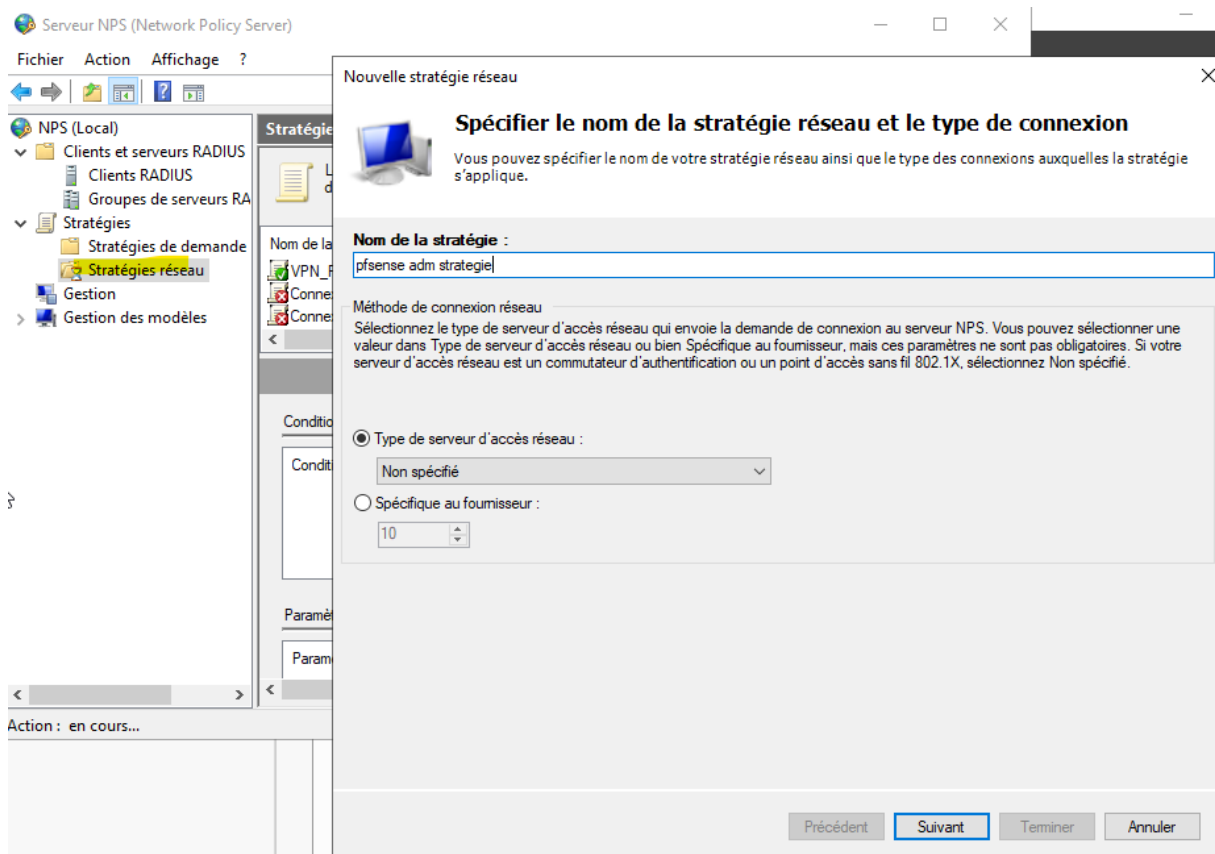 Serveur NPS (Network Policy Server)
Fichier Action Affichage ?
NPS (Local)
Clients et serveurs RADIUS
Clients RADIUS
Groupes de serveurs RA
Stratégies
Stratégies de demande
Stratégies réseau
Gestion
Gestion des modèles
Action : en cours...
Stratégie
L
d
Nom de la
VPN_F
Conne
Conne
Conditio
Conditi
Paramèt
Param
Nouvelle stratégie réseau
Spécifier le nom de la stratégie réseau et le type de connexion
Vous pouvez spécifier le nom de votre stratégie réseau ainsi que le type des connexions auxquelles la stratégie
s'applique.
Nom de la stratégie :
pfsense adm strategie
Méthode de connexion réseau
Sélectionnez le type de serveur d'accès réseau qui envoie la demande de connexion au serveur NPS. Vous pouvez sélectionner une
valeur dans Type de serveur d'accès réseau ou bien Spécifique au fournisseur, mais ces paramètres ne sont pas obligatoires. Si votre
serveur d'accès réseau est un commutateur d'authentification ou un point d'accès sans fil 802.1X, sélectionnez Non spécifié.
Type de serveur d'accès réseau :
Non spécifié
Spécifique au fournisseur :
10
Précédent Suivant Terminer Annuler